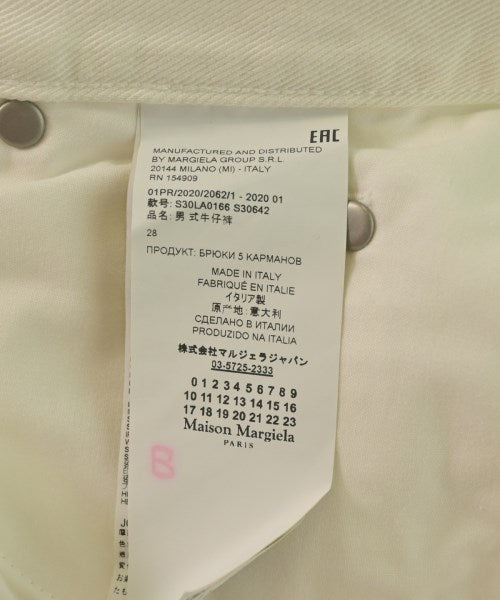 EAC
MANUFACTURED AND DISTRIBUTED
BY MARGIELA GROUP S.R.L.
20144 MILANO (MI) - ITALY
RN 154909
01PR/2020/2062/1 - 2020 01
款号: S30LA0166 S30642
品名: 男式牛仔裤
28
ПРОДУКТ: БРЮКИ 5 КАРМАНОВ
MADE IN ITALY
FABRIQUÉ EN ITALIE
イタリア製
原产地: 意大利
СДЕЛАНО В ИТАЛИИ
PRODUZIDO NA ITALIA
株式会社マルジェラジャパン
03-5725-2333
0 1 2 3 4 5 6 7 8 9
10 11 12 13 14 15 16
17 18 19 20 21 22 23
Maison Margiela
PARIS
B